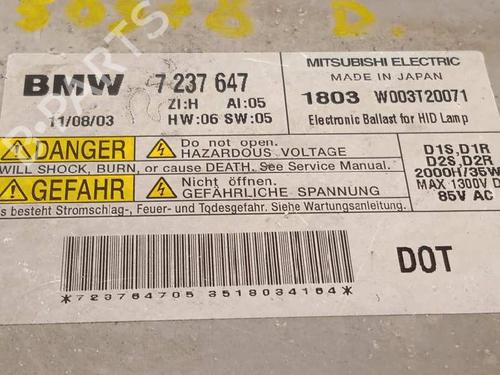 50578 D.
B-PARTS
BMW 7 237 647
11/08/03 ZI:H AI:05
HW:06 SW:05
MITSUBISHI ELECTRIC
MADE IN JAPAN
1803 W003T20071
Electronic Ballast for HID Lamp
DANGER Do not open.
HAZARDOUS VOLTAGE
WILL SHOCK, BURN, or cause DEATH. See Service Manual.
GEFAHR Nicht öffnen.
GEFÄHRLICHE SPANNUNG
s besteht Stromschlag-, Feuer- und Todesgefahr. Siehe Wartungsanleitung.
D1S,D1R
D2S,D2R
2000H/35W
MAX 1300V
85V AC
DOT
*723764705 3518034164*